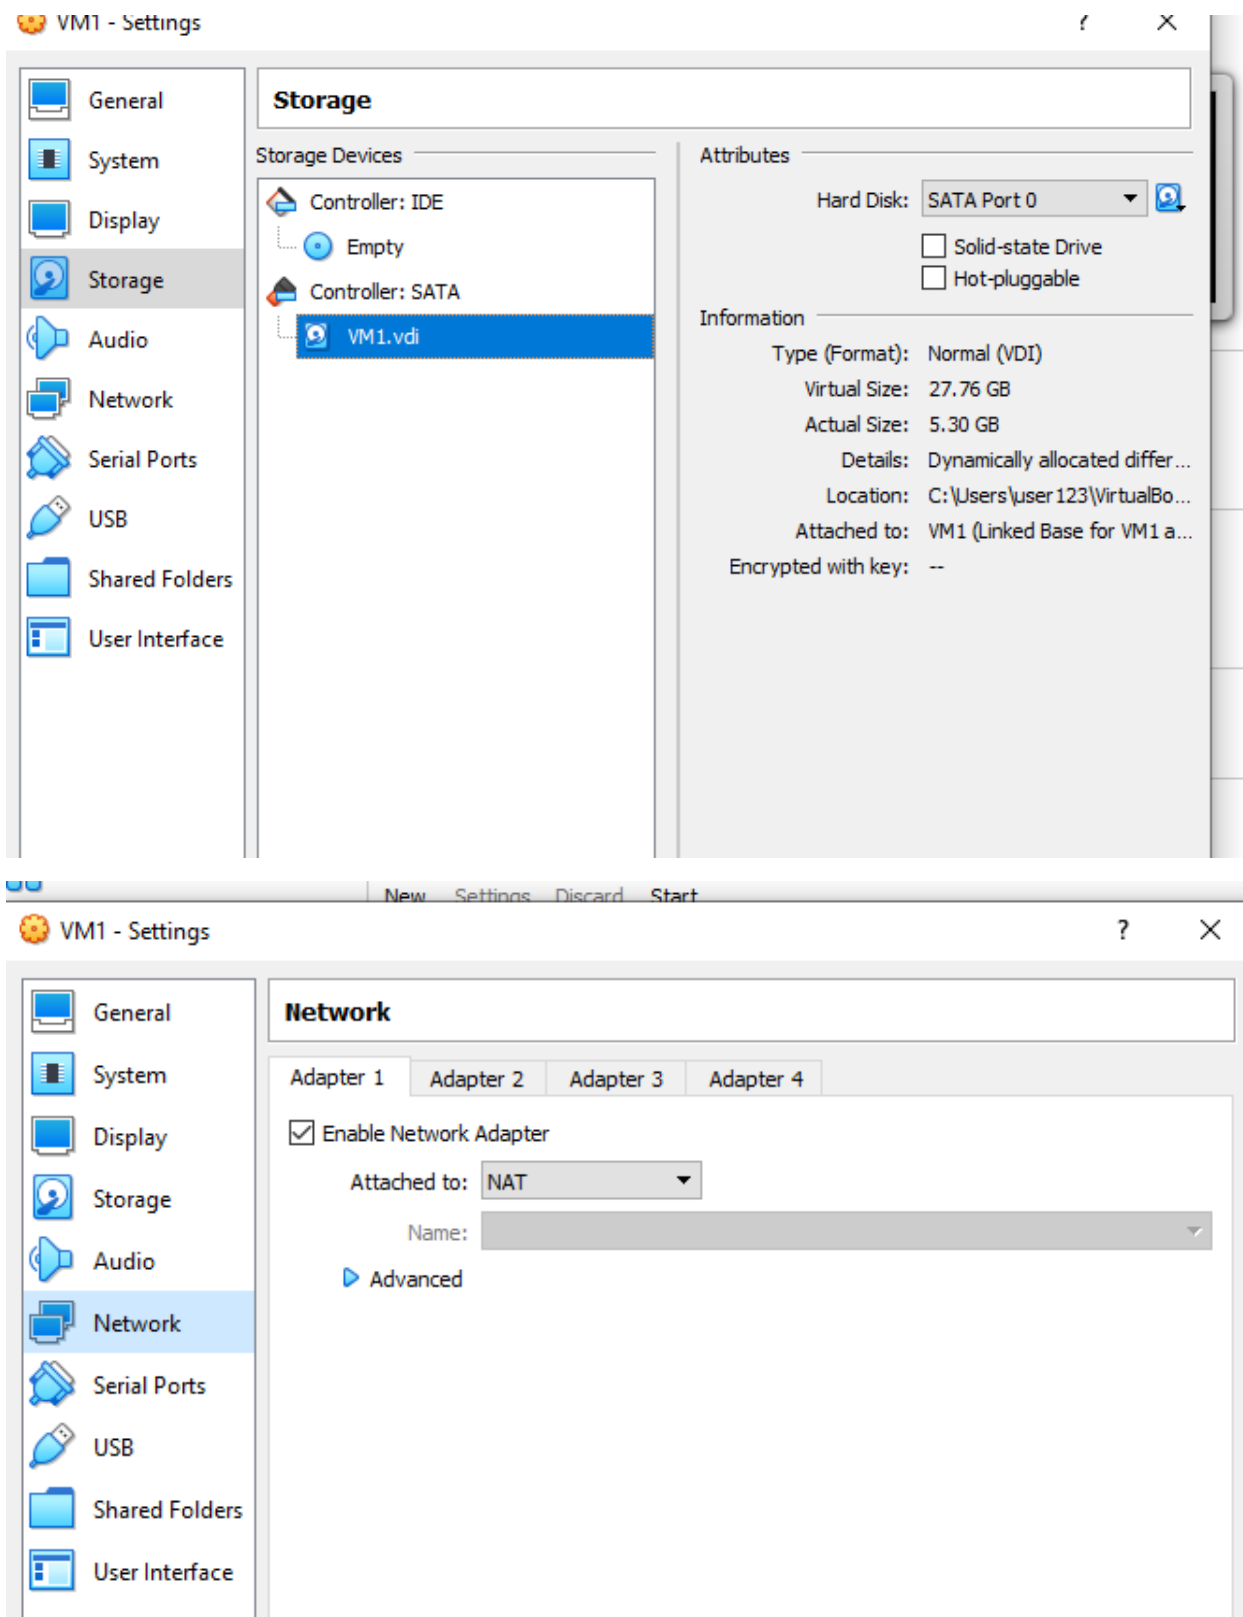 VM1 - Settings ? ×
General
System
Display
Storage
Audio
Network
Serial Ports
USB
Shared Folders
User Interface
Storage
Storage Devices
Controller: IDE
Empty
Controller: SATA
VM1.vdi
Attributes
Hard Disk: SATA Port 0
Solid-state Drive
Hot-pluggable
Information
Type (Format): Normal (VDI)
Virtual Size: 27.76 GB
Actual Size: 5.30 GB
Details: Dynamically allocated differ...
Location: C:\Users\user123\VirtualBo...
Attached to: VM1 (Linked Base for VM1 a...
Encrypted with key: --
New Settings Discard Start
VM1 - Settings ? ×
General
System
Display
Storage
Audio
Network
Serial Ports
USB
Shared Folders
User Interface
Network
Adapter 1 Adapter 2 Adapter 3 Adapter 4
Enable Network Adapter
Attached to: NAT
Name:
Advanced